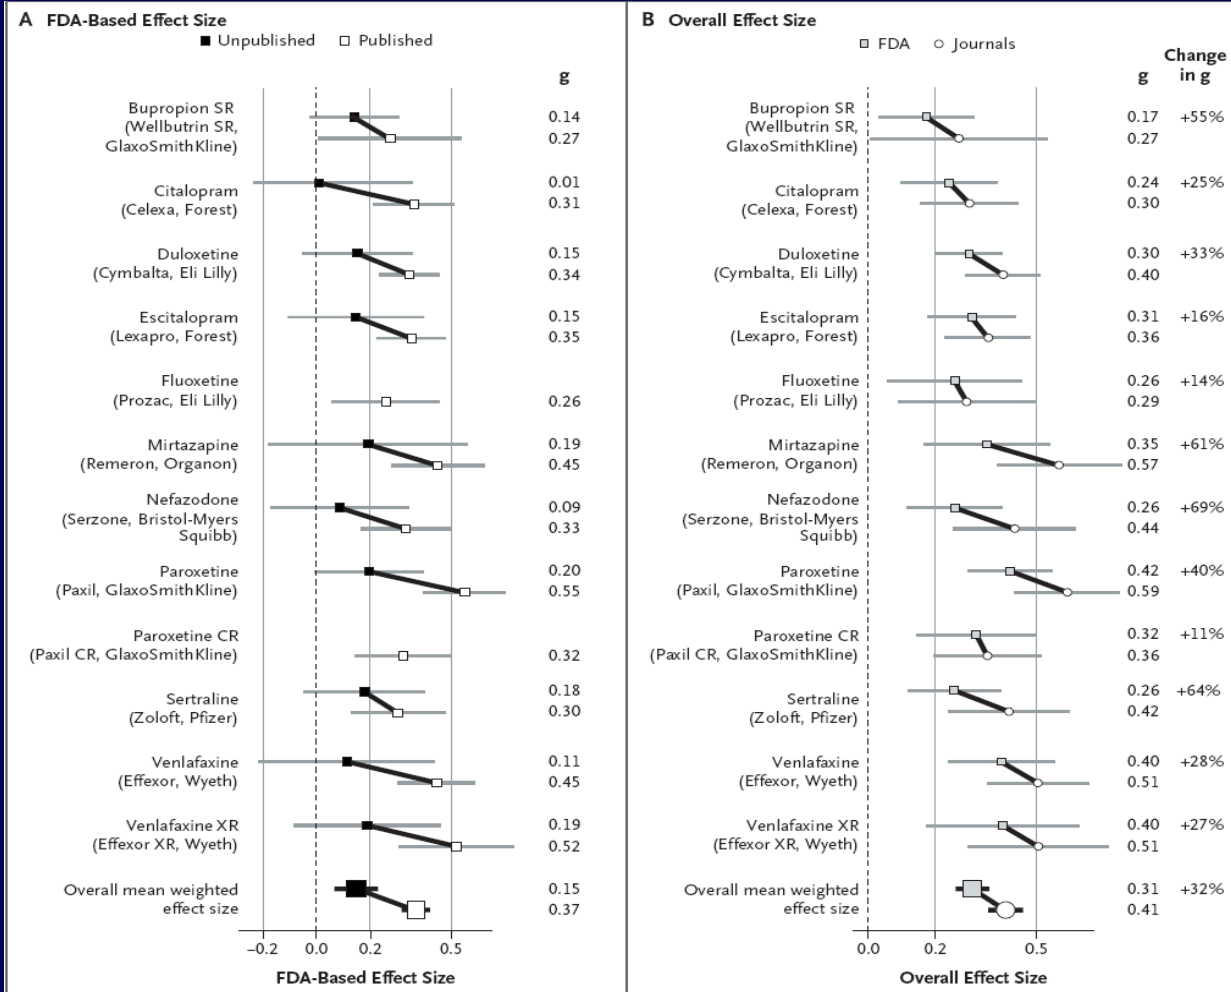 A FDA-Based Effect Size
Unpublished Published
g
Bupropion SR
(Wellbutrin SR,
GlaxoSmithKline)
0.14
0.27
Citalopram
(Celexa, Forest)
0.01
0.31
Duloxetine
(Cymbalta, Eli Lilly)
0.15
0.34
Escitalopram
(Lexapro, Forest)
0.15
0.35
Fluoxetine
(Prozac, Eli Lilly)
0.26
Mirtazapine
(Remeron, Organon)
0.19
0.45
Nefazodone
(Serzone, Bristol-Myers
Squibb)
0.09
0.33
Paroxetine
(Paxil, GlaxoSmithKline)
0.20
0.55
Paroxetine CR
(Paxil CR, GlaxoSmithKline)
0.32
Sertraline
(Zoloft, Pfizer)
0.18
0.30
Venlafaxine
(Effexor, Wyeth)
0.11
0.45
Venlafaxine XR
(Effexor XR, Wyeth)
0.19
0.52
Overall mean weighted
effect size
0.15
0.37
−0.2 0.0 0.2 0.5
FDA-Based Effect Size
B Overall Effect Size
FDA Journals
g
Change
in g
Bupropion SR
(Wellbutrin SR,
GlaxoSmithKline)
0.17 +55%
0.27
Citalopram
(Celexa, Forest)
0.24 +25%
0.30
Duloxetine
(Cymbalta, Eli Lilly)
0.30 +33%
0.40
Escitalopram
(Lexapro, Forest)
0.31 +16%
0.36
Fluoxetine
(Prozac, Eli Lilly)
0.26 +14%
0.29
Mirtazapine
(Remeron, Organon)
0.35 +61%
0.57
Nefazodone
(Serzone, Bristol-Myers
Squibb)
0.26 +69%
0.44
Paroxetine
(Paxil, GlaxoSmithKline)
0.42 +40%
0.59
Paroxetine CR
(Paxil CR, GlaxoSmithKline)
0.32 +11%
0.36
Sertraline
(Zoloft, Pfizer)
0.26 +64%
0.42
Venlafaxine
(Effexor, Wyeth)
0.40 +28%
0.51
Venlafaxine XR
(Effexor XR, Wyeth)
0.40 +27%
0.51
Overall mean weighted
effect size
0.31 +32%
0.41
0.0 0.2 0.5
Overall Effect Size